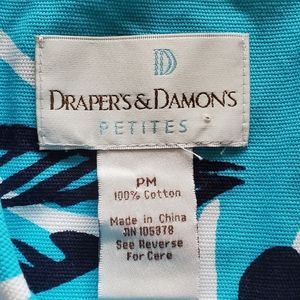 D
DRAPER'S & DAMON'S
PETITES
PM
100% Cotton
Made in China
RN 105378
See Reverse
For Care